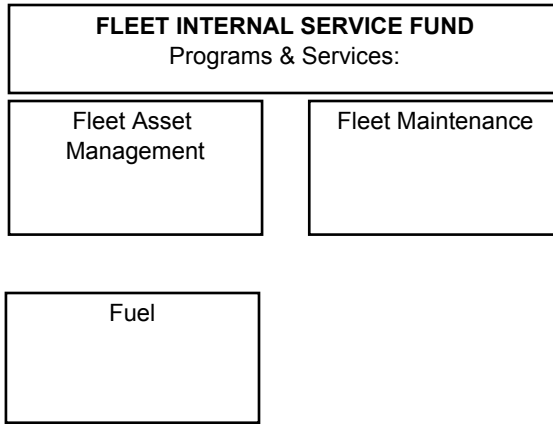 FLEET INTERNAL SERVICE FUND
Programs & Services:
Fleet Asset
Management
Fleet Maintenance
Fuel